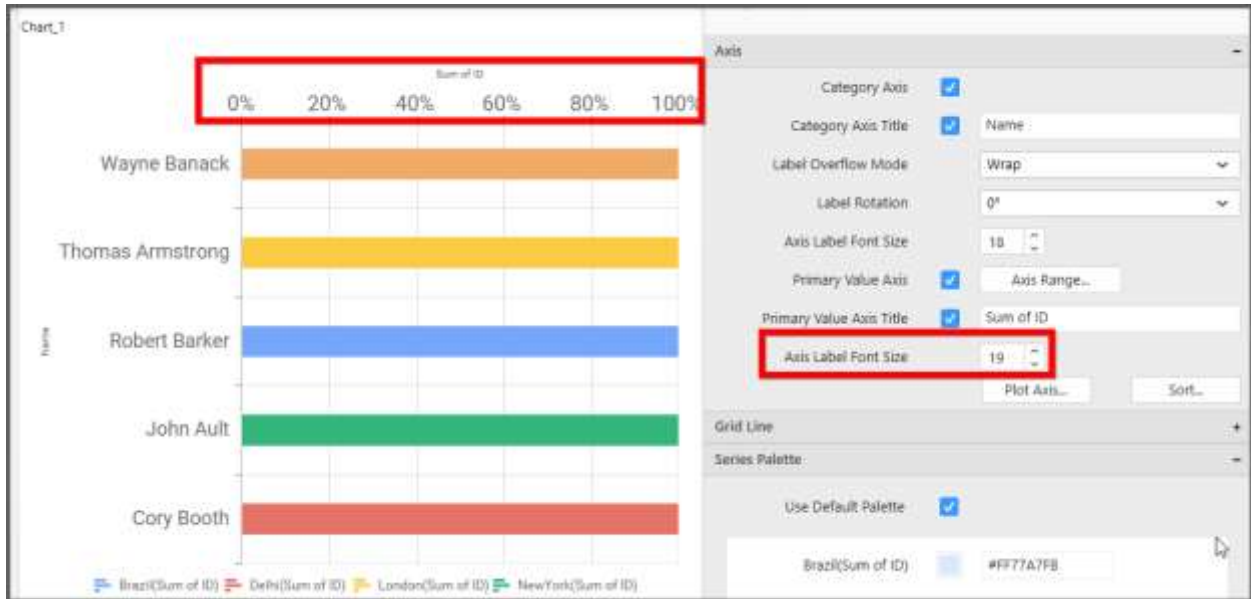 Chart_1
Sum of ID
0% 20% 40% 60% 80% 100%
Wayne Banack
Thomas Armstrong
Robert Barker
John Ault
Cory Booth
Name
Brazil(Sum of ID) Delhi(Sum of ID) London(Sum of ID) NewYork(Sum of ID)
Axis
Category Axis
Category Axis Title Name
Label Overflow Mode Wrap
Label Rotation 0°
Axis Label Font Size 18
Primary Value Axis Axis Range...
Primary Value Axis Title Sum of ID
Axis Label Font Size 19
Plot Axis... Sort...
Grid Line
Series Palette
Use Default Palette
Brazil(Sum of ID) #FF77A7FB